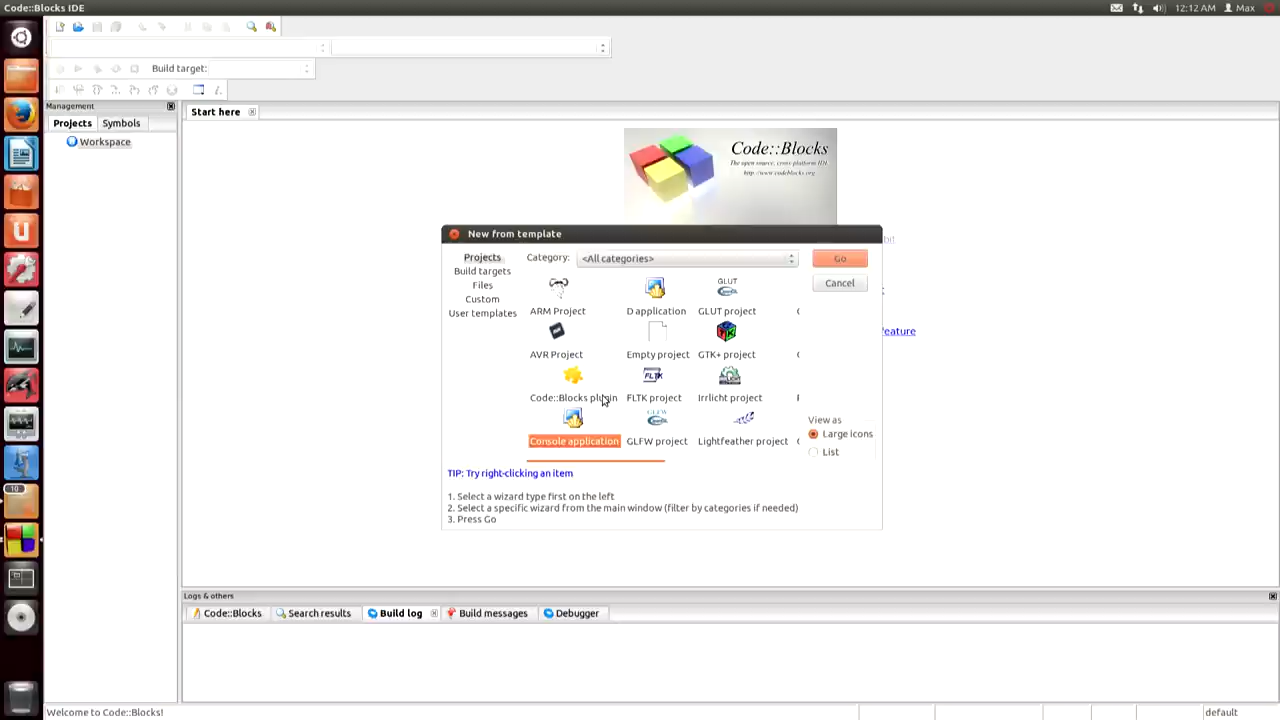 Code::Blocks IDE
12:12 AM
Max
Build target:
Management
Projects
Symbols
Workspace
Start here
Code::Blocks
The open source, cross platform IDE
http://www.codeblocks.org
bit
eature
New from template
Projects
Build targets
Files
Custom
User templates
Category:
<All categories>
Go
Cancel
ARM Project
D application
GLUT
GLUT project
AVR Project
Empty project
GTK+ project
FLTK
Code::Blocks plugin
FLTK project
Irrlicht project
GLFW
Console application
GLFW project
Lightfeather project
View as
Large icons
List
TIP: Try right-clicking an item
1. Select a wizard type first on the left
2. Select a specific wizard from the main window (filter by categories if needed)
3. Press Go
Logs & others
Code::Blocks
Search results
Build log
Build messages
Debugger
Welcome to Code::Blocks!
default